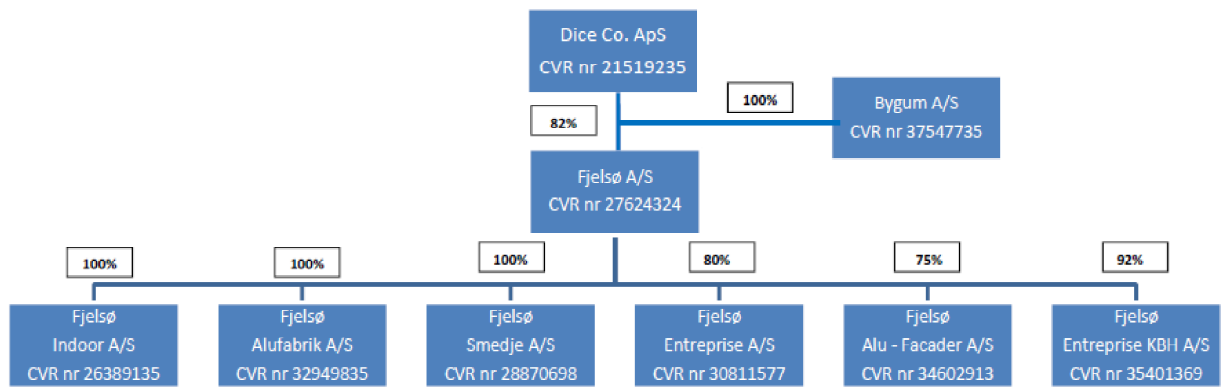 Dice Co. ApS
CVR nr 21519235
100%
Bygum A/S
CVR nr 37547735
82%
Fjelsø A/S
CVR nr 27624324
100%
100%
100%
80%
75%
92%
Fjelsø
Indoor A/S
CVR nr 26389135
Fjelsø
Alufabrik A/S
CVR nr 32949835
Fjelsø
Smedje A/S
CVR nr 28870698
Fjelsø
Entreprise A/S
CVR nr 30811577
Fjelsø
Alu - Facader A/S
CVR nr 34602913
Fjelsø
Entreprise KBH A/S
CVR nr 35401369